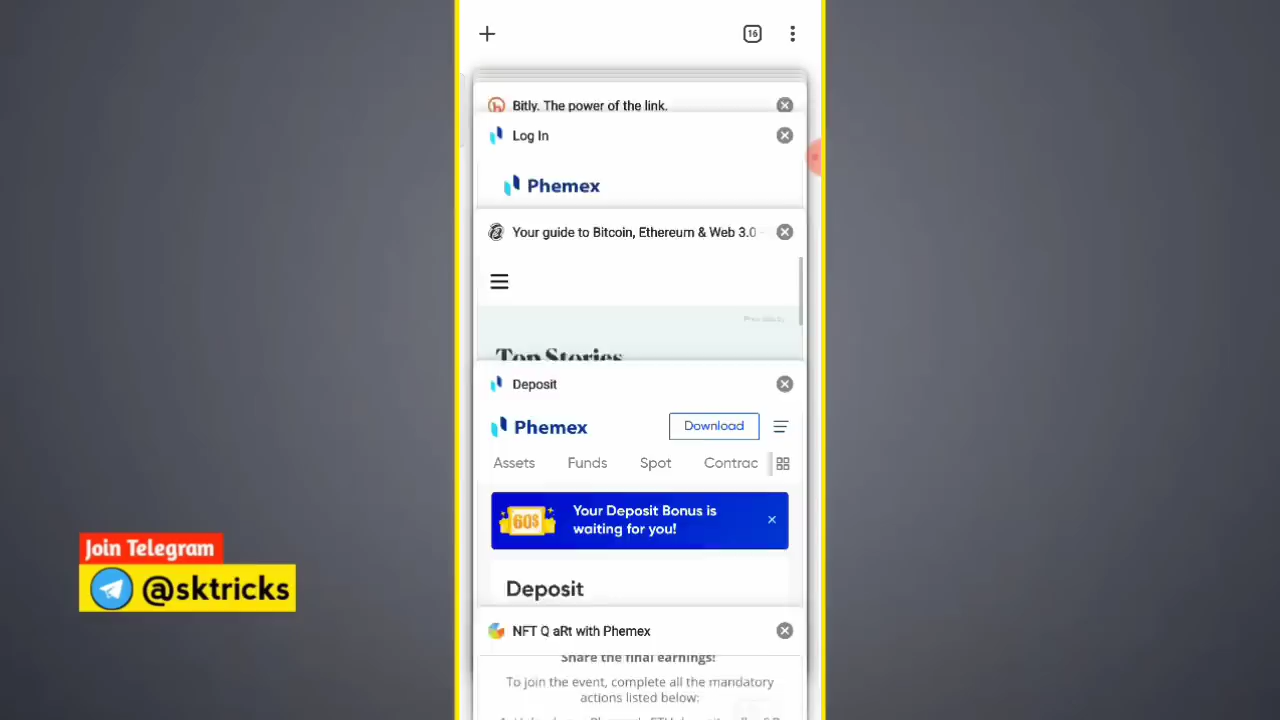 16
Bitly. The power of the link.
Log In
Phemex
Your guide to Bitcoin, Ethereum & Web 3.0
Top Stories
Deposit
Phemex
Download
Assets
Funds
Spot
Contrac
60$
Your Deposit Bonus is
waiting for you!
Deposit
NFT Q aRt with Phemex
Share the final earnings!
To join the event, complete all the mandatory
actions listed below:
Join Telegram
@sktricks